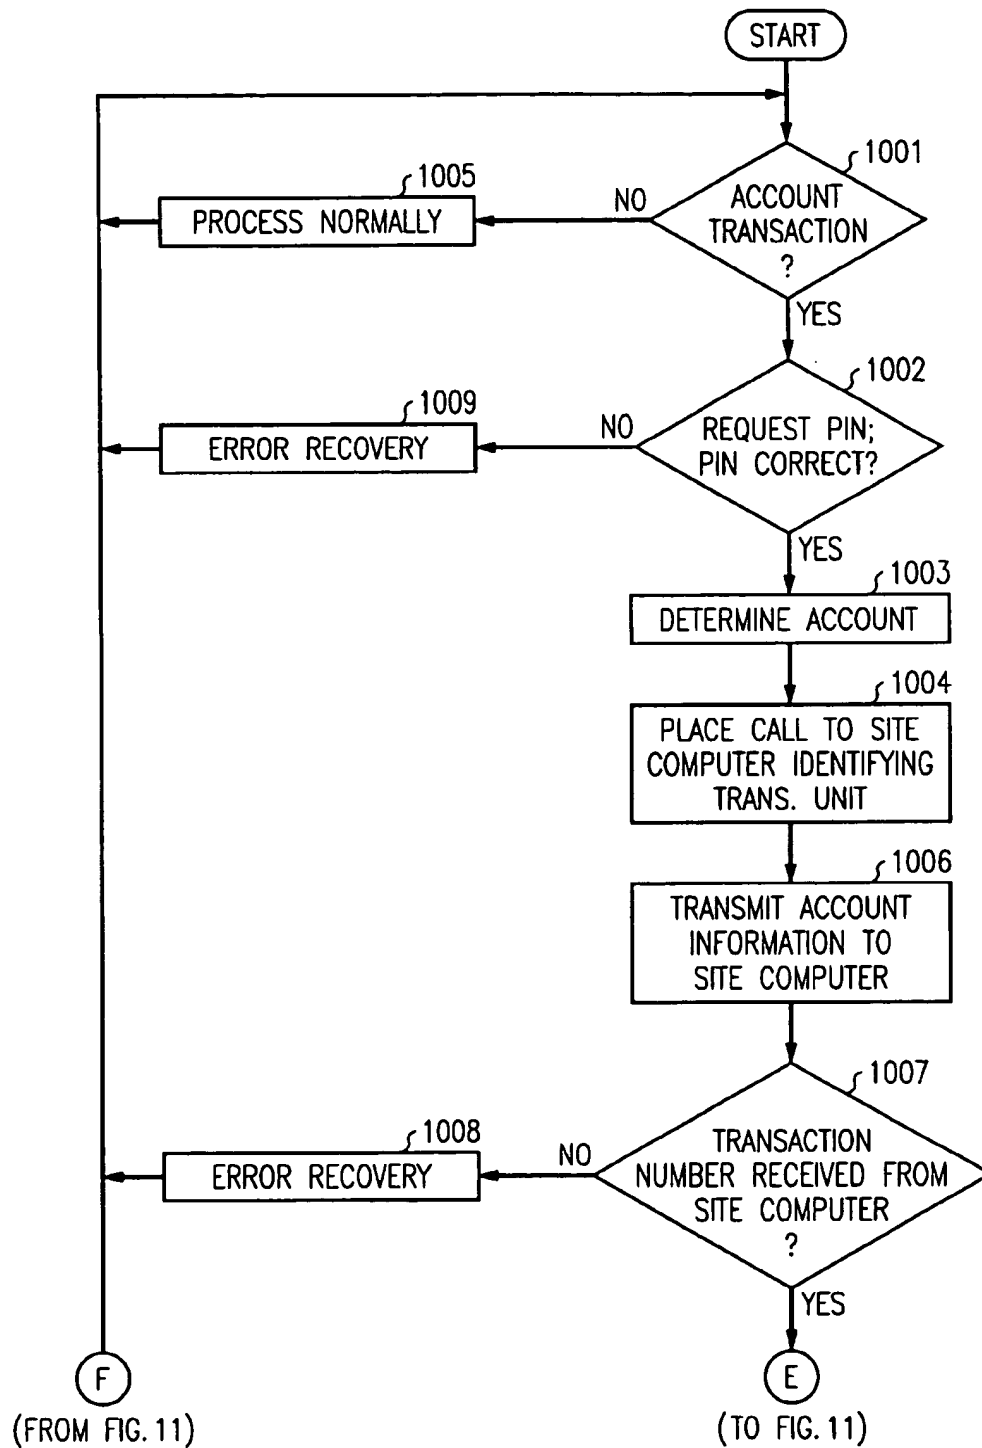 START
1001
ACCOUNT
TRANSACTION
?
NO
1005
PROCESS NORMALLY
YES
1002
REQUEST PIN;
PIN CORRECT?
NO
1009
ERROR RECOVERY
YES
1003
DETERMINE ACCOUNT
1004
PLACE CALL TO SITE
COMPUTER IDENTIFYING
TRANS. UNIT
1006
TRANSMIT ACCOUNT
INFORMATION TO
SITE COMPUTER
1007
TRANSACTION
NUMBER RECEIVED FROM
SITE COMPUTER
?
NO
1008
ERROR RECOVERY
YES
F
(FROM FIG. 11)
E
(TO FIG. 11)